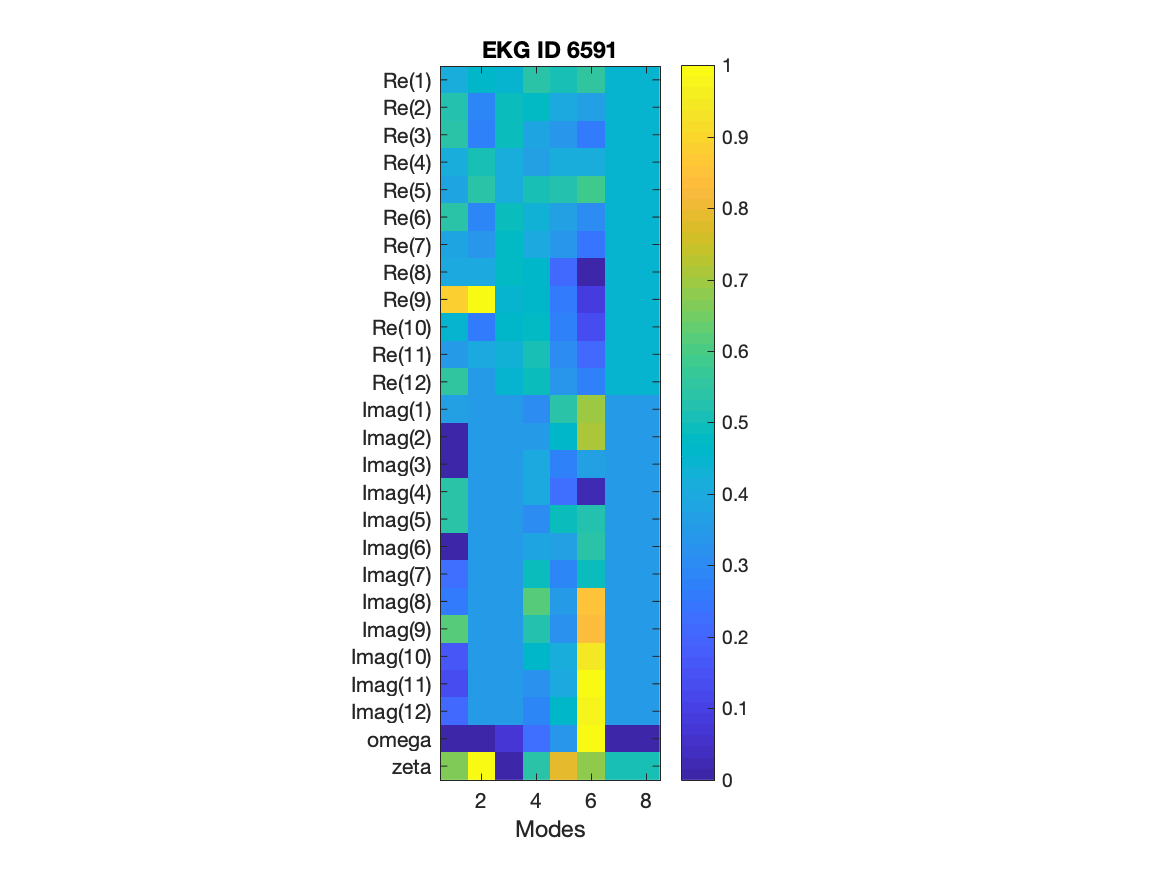 EKG ID 6591
Re(1)
Re(2)
Re(3)
Re(4)
Re(5)
Re(6)
Re(7)
Re(8)
Re(9)
Re(10)
Re(11)
Re(12)
Imag(1)
Imag(2)
Imag(3)
Imag(4)
Imag(5)
Imag(6)
Imag(7)
Imag(8)
Imag(9)
Imag(10)
Imag(11)
Imag(12)
omega
zeta
2 4 6 8
Modes
1
0.9
0.8
0.7
0.6
0.5
0.4
0.3
0.2
0.1
0